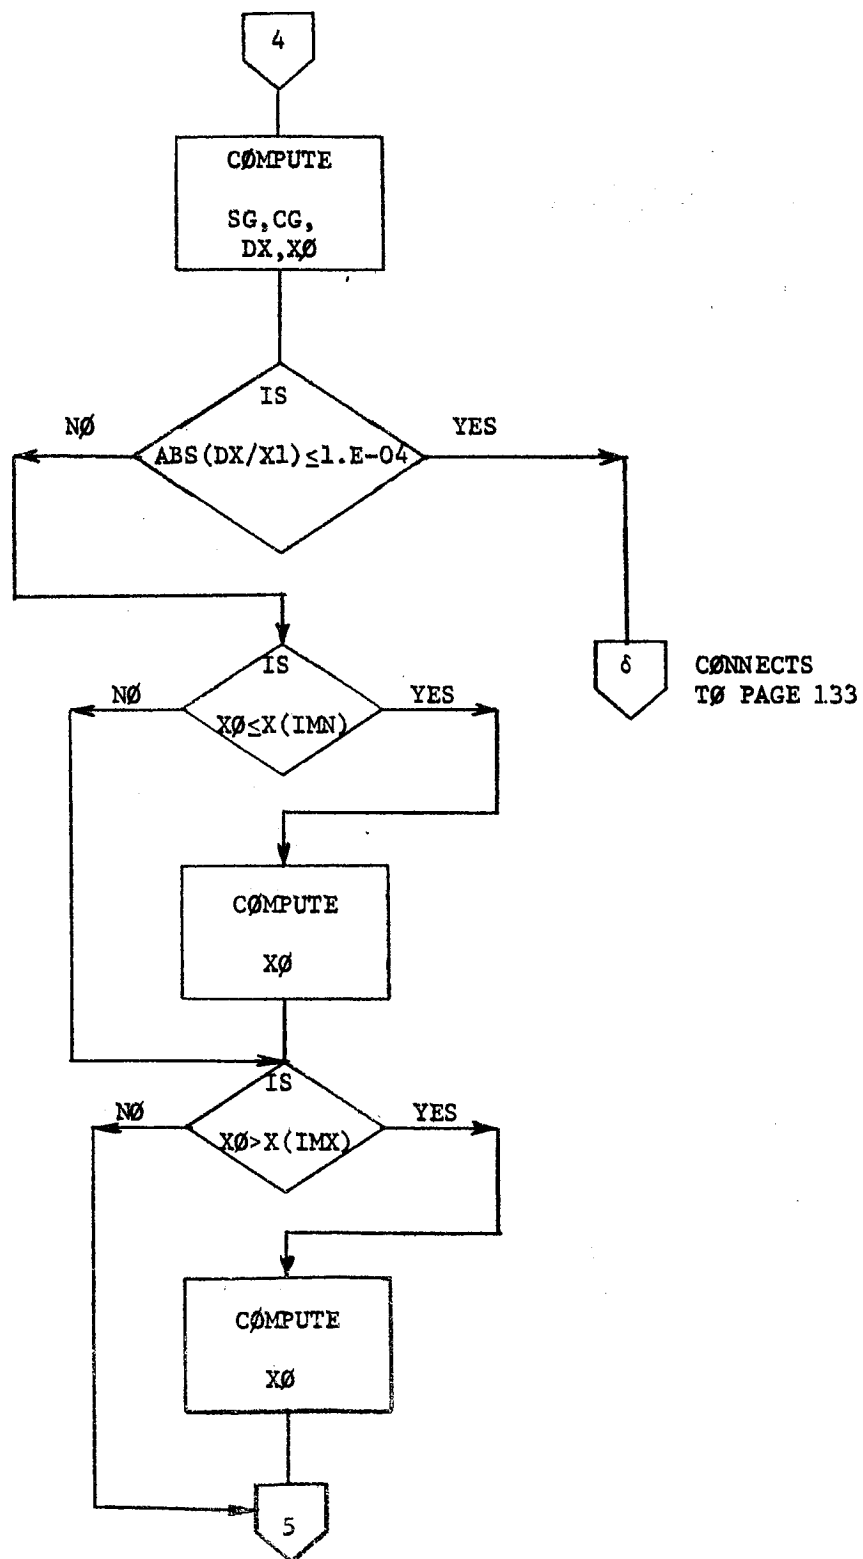 4
CØMPUTE
SG,CG,
DX,XØ
IS
NØ
YES
ABS(DX/X1)≤1.E-04
δ
CØNNECTS
TØ PAGE 133
IS
NØ
YES
XØ≤X(IMN)
CØMPUTE
XØ
IS
NØ
YES
XØ>X(IMX)
CØMPUTE
XØ
5